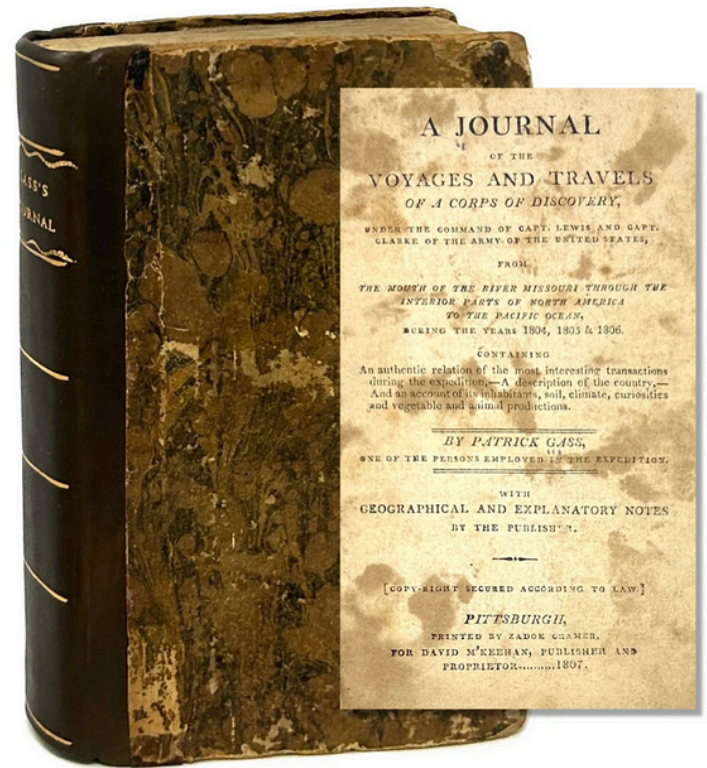 ASS'S
URNAL
A JOURNAL
OF THE
VOYAGES AND TRAVELS
OF A CORPS OF DISCOVERY,
UNDER THE COMMAND OF CAPT. LEWIS AND CAPT.
CLARKE OF THE ARMY OF THE UNITED STATES,
FROM
THE MOUTH OF THE RIVER MISSOURI THROUGH THE
INTERIOR PARTS OF NORTH AMERICA
TO THE PACIFIC OCEAN,
DURING THE YEARS 1804, 1805 & 1806.
CONTAINING
An authentic relation of the most interesting transactions
during the expedition,—A description of the country,—
And an account of its inhabitants, soil, climate, curiosities
and vegetable and animal productions.
BY PATRICK GASS,
ONE OF THE PERSONS EMPLOYED IN THE EXPEDITION.
WITH
GEOGRAPHICAL AND EXPLANATORY NOTES
BY THE PUBLISHER.
[COPY-RIGHT SECURED ACCORDING TO LAW.]
PITTSBURGH,
PRINTED BY ZADOK CRAMER,
FOR DAVID M'KEEHAN, PUBLISHER AND
PROPRIETOR..........1807.